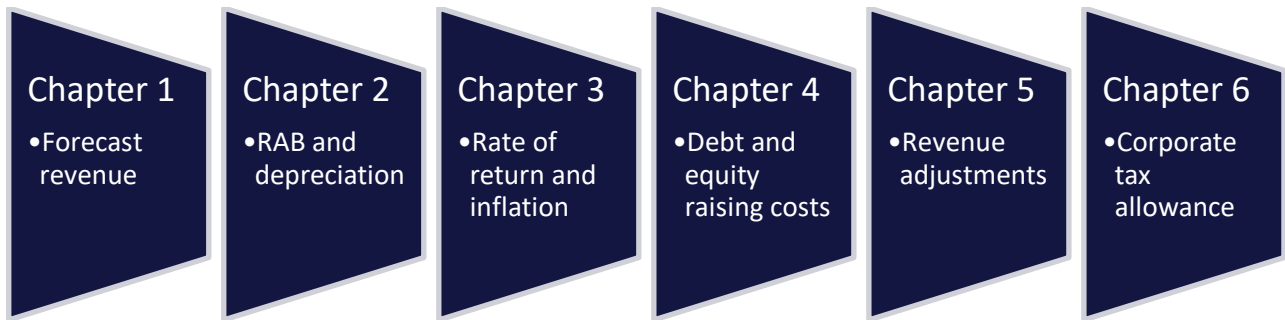 Chapter 1
•Forecast
revenue
Chapter 2
•RAB and
depreciation
Chapter 3
•Rate of
return and
inflation
Chapter 4
•Debt and
equity
raising costs
Chapter 5
•Revenue
adjustments
Chapter 6
•Corporate
tax
allowance